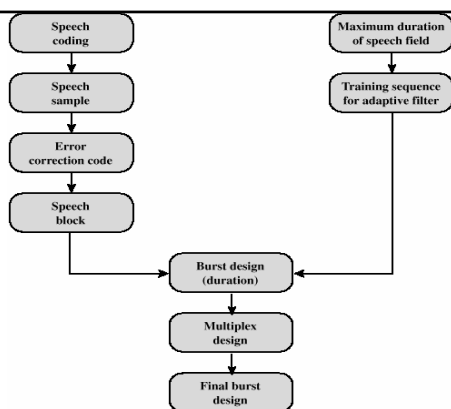 Speech
coding
Maximum duration
of speech field
Speech
sample
Training sequence
for adaptive filter
Error
correction code
Speech
block
Burst design
(duration)
Multiplex
design
Final burst
design